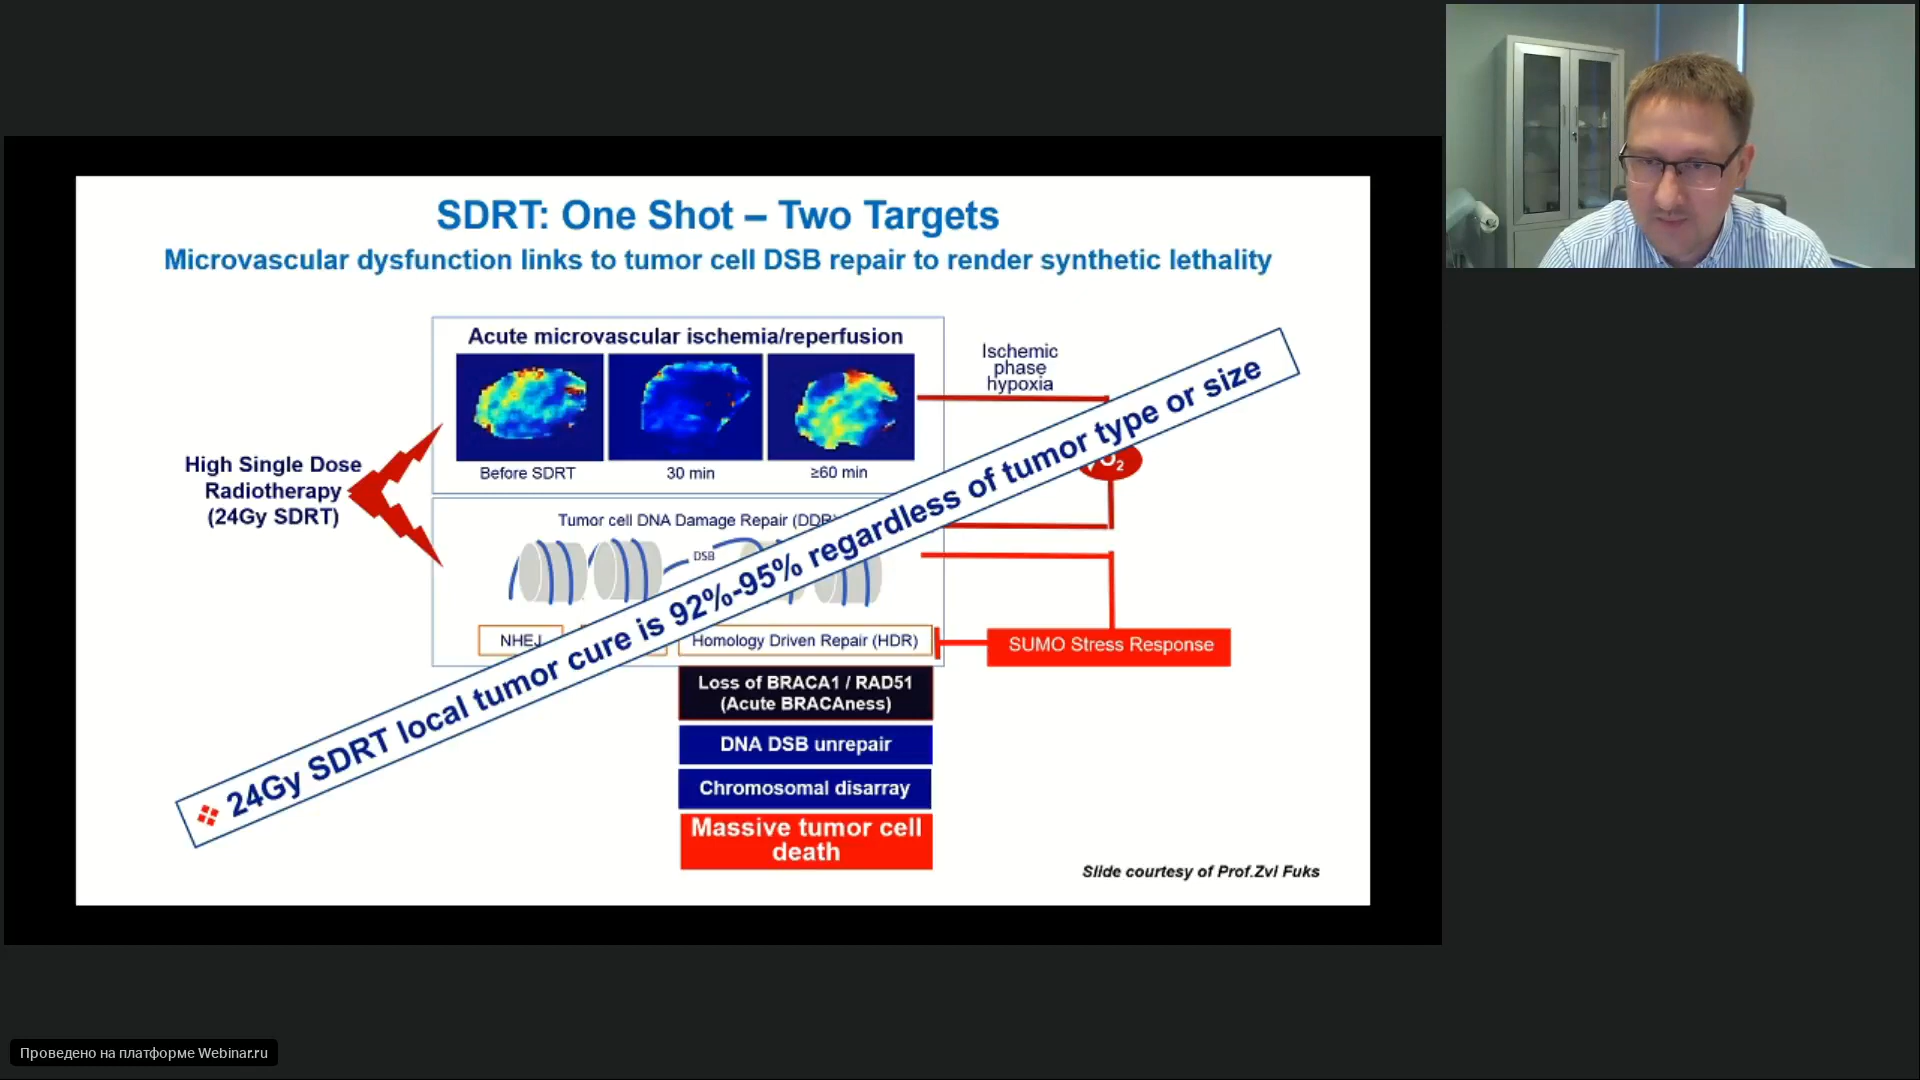 SDRT: One Shot – Two Targets
Microvascular dysfunction links to tumor cell DSB repair to render synthetic lethality
Acute microvascular ischemia/reperfusion
Before SDRT
30 min
≥60 min
Ischemic
phase
hypoxia
High Single Dose
Radiotherapy
(24Gy SDRT)
O2
Tumor cell DNA Damage Repair (DDR)
DSB
24Gy SDRT local tumor cure is 92%-95% regardless of tumor type or size
NHEJ
Homology Driven Repair (HDR)
SUMO Stress Response
Loss of BRACA1 / RAD51
(Acute BRACAness)
DNA DSB unrepair
Chromosomal disarray
Massive tumor cell
death
Slide courtesy of Prof.Zvi Fuks
Проведено на платформе Webinar.ru